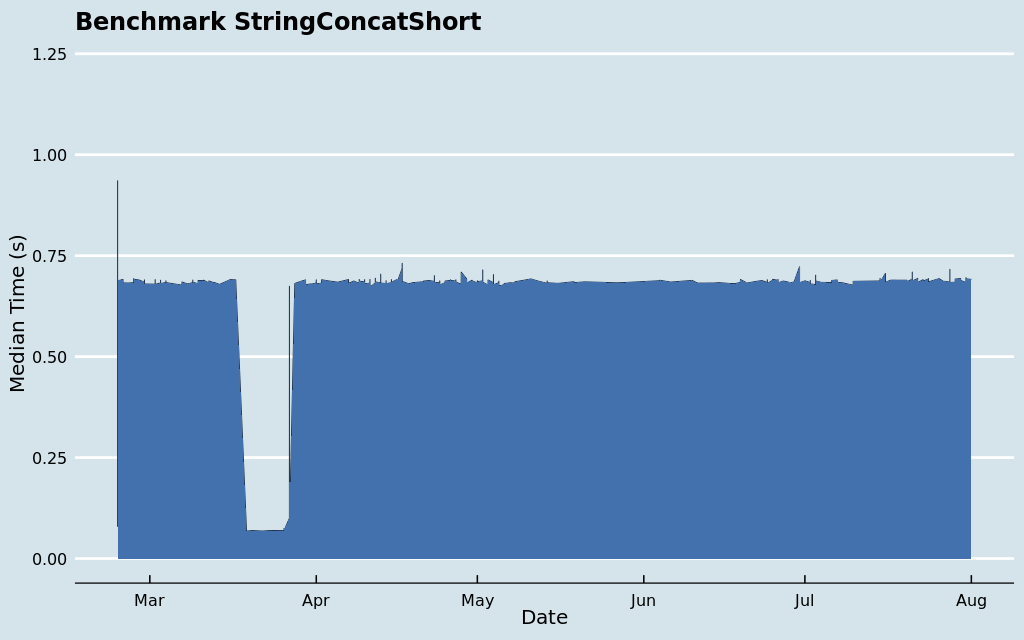 Benchmark StringConcatShort
1.25
1.00
0.75
0.50
0.25
0.00
Median Time (s)
Mar Apr May Jun Jul Aug
Date